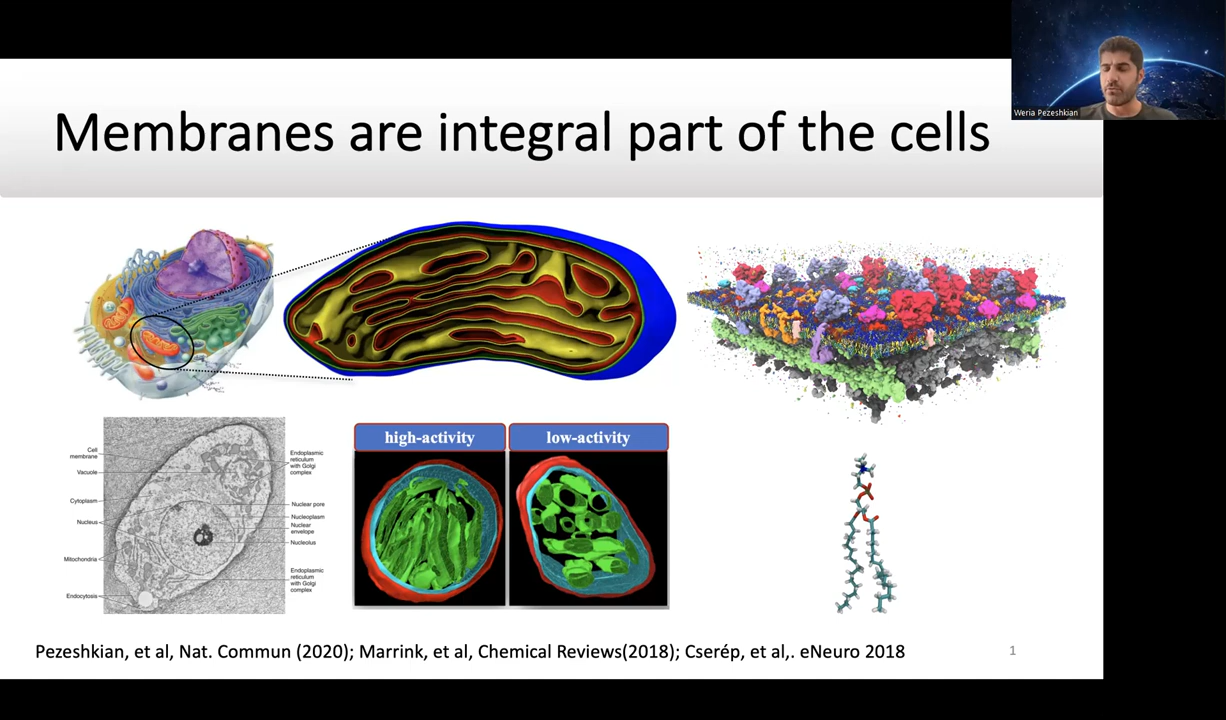 Weria Pezeshkian
Membranes are integral part of the cells
Cell
membrane
Vacuole
Cytoplasm
Nucleus
Mitochondria
Endocytosis
Endoplasmic
reticulum
with Golgi
complex
Nuclear pore
Nucleoplasm
Nuclear
envelope
Nucleolus
Endoplasmic
reticulum
with Golgi
complex
high-activity
low-activity
Pezeshkian, et al, Nat. Commun (2020); Marrink, et al, Chemical Reviews(2018); Cserép, et al,. eNeuro 2018
1